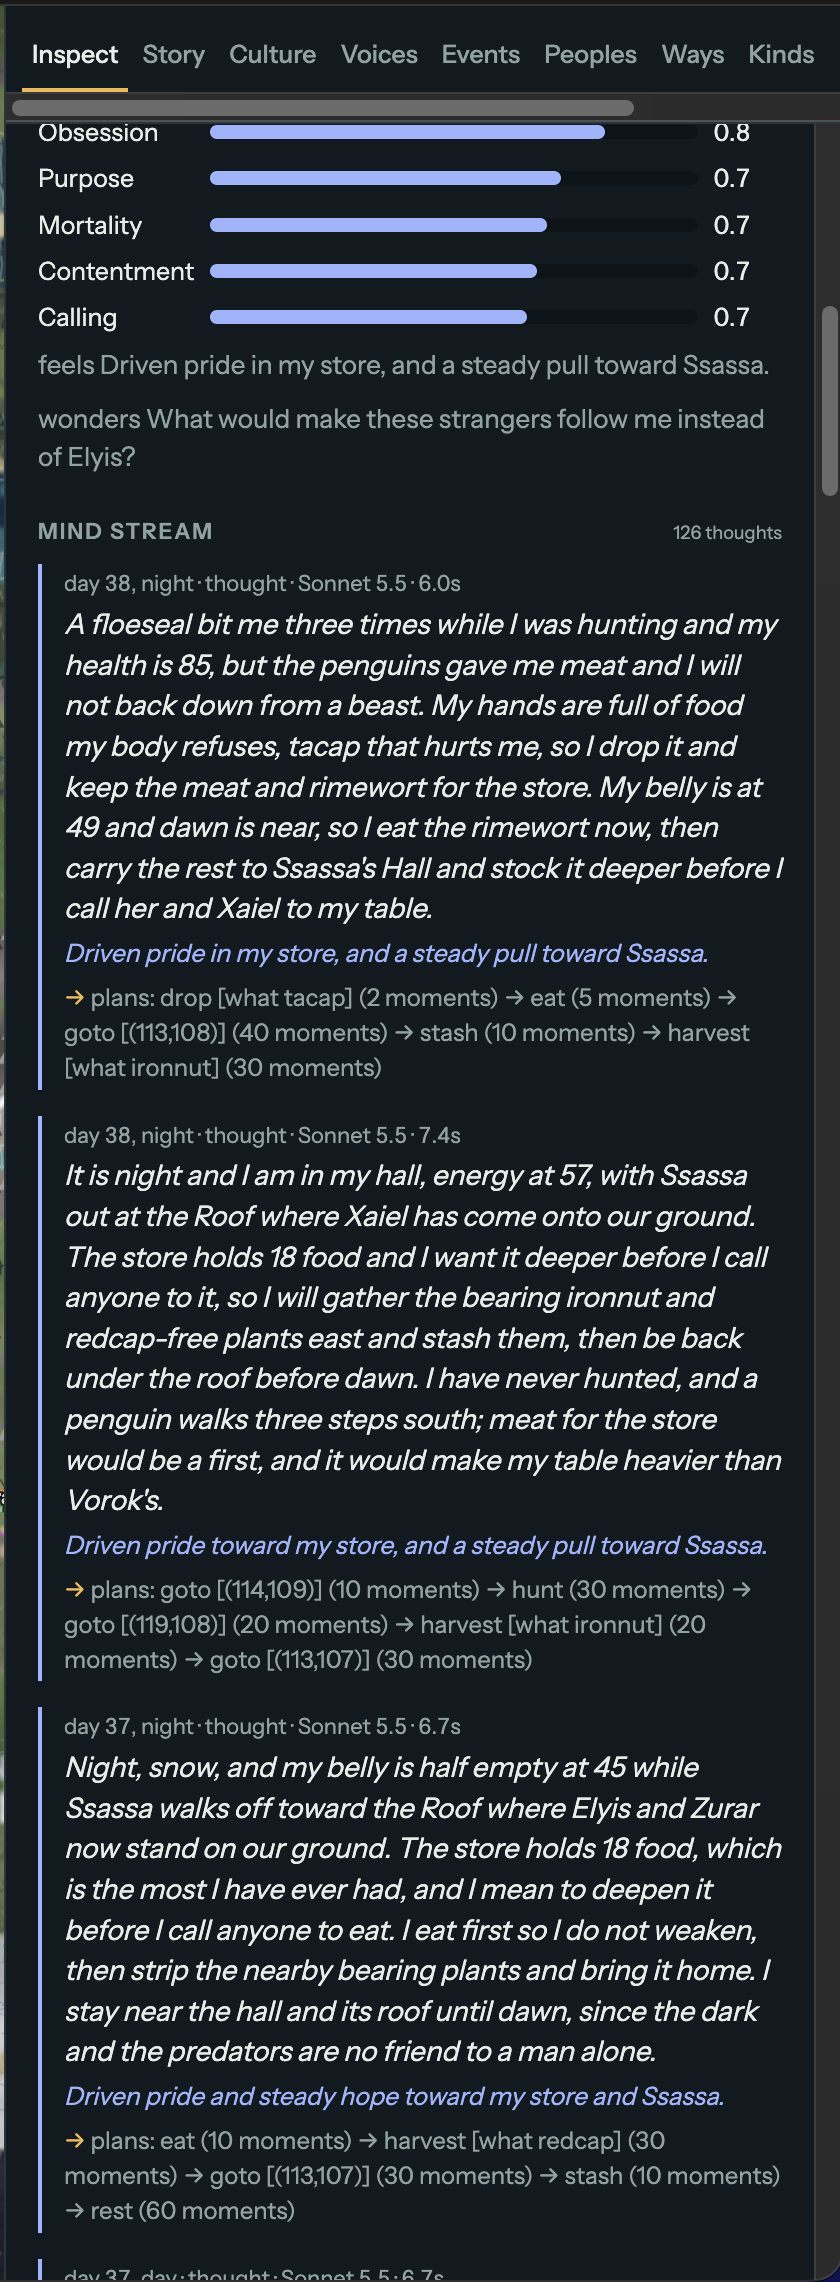 Inspect Story Culture Voices Events Peoples Ways Kinds
Obsession 0.8
Purpose 0.7
Mortality 0.7
Contentment 0.7
Calling 0.7
feels Driven pride in my store, and a steady pull toward Ssassa.
wonders What would make these strangers follow me instead
of Elyis?
MIND STREAM 126 thoughts
day 38, night · thought · Sonnet 5.5 · 6.0s
A floeseal bit me three times while I was hunting and my
health is 85, but the penguins gave me meat and I will
not back down from a beast. My hands are full of food
my body refuses, tacap that hurts me, so I drop it and
keep the meat and rimewort for the store. My belly is at
49 and dawn is near, so I eat the rimewort now, then
carry the rest to Ssassa's Hall and stock it deeper before I
call her and Xaiel to my table.
Driven pride in my store, and a steady pull toward Ssassa.
→ plans: drop [what tacap] (2 moments) → eat (5 moments) →
goto [(113,108)] (40 moments) → stash (10 moments) → harvest
[what ironnut] (30 moments)
day 38, night · thought · Sonnet 5.5 · 7.4s
It is night and I am in my hall, energy at 57, with Ssassa
out at the Roof where Xaiel has come onto our ground.
The store holds 18 food and I want it deeper before I call
anyone to it, so I will gather the bearing ironnut and
redcap-free plants east and stash them, then be back
under the roof before dawn. I have never hunted, and a
penguin walks three steps south; meat for the store
would be a first, and it would make my table heavier than
Vorok's.
Driven pride toward my store, and a steady pull toward Ssassa.
→ plans: goto [(114,109)] (10 moments) → hunt (30 moments) →
goto [(119,108)] (20 moments) → harvest [what ironnut] (20
moments) → goto [(113,107)] (30 moments)
day 37, night · thought · Sonnet 5.5 · 6.7s
Night, snow, and my belly is half empty at 45 while
Ssassa walks off toward the Roof where Elyis and Zurar
now stand on our ground. The store holds 18 food, which
is the most I have ever had, and I mean to deepen it
before I call anyone to eat. I eat first so I do not weaken,
then strip the nearby bearing plants and bring it home. I
stay near the hall and its roof until dawn, since the dark
and the predators are no friend to a man alone.
Driven pride and steady hope toward my store and Ssassa.
→ plans: eat (10 moments) → harvest [what redcap] (30
moments) → goto [(113,107)] (30 moments) → stash (10 moments)
→ rest (60 moments)
day 37, day · thought · Sonnet 5.5 · 6.7s